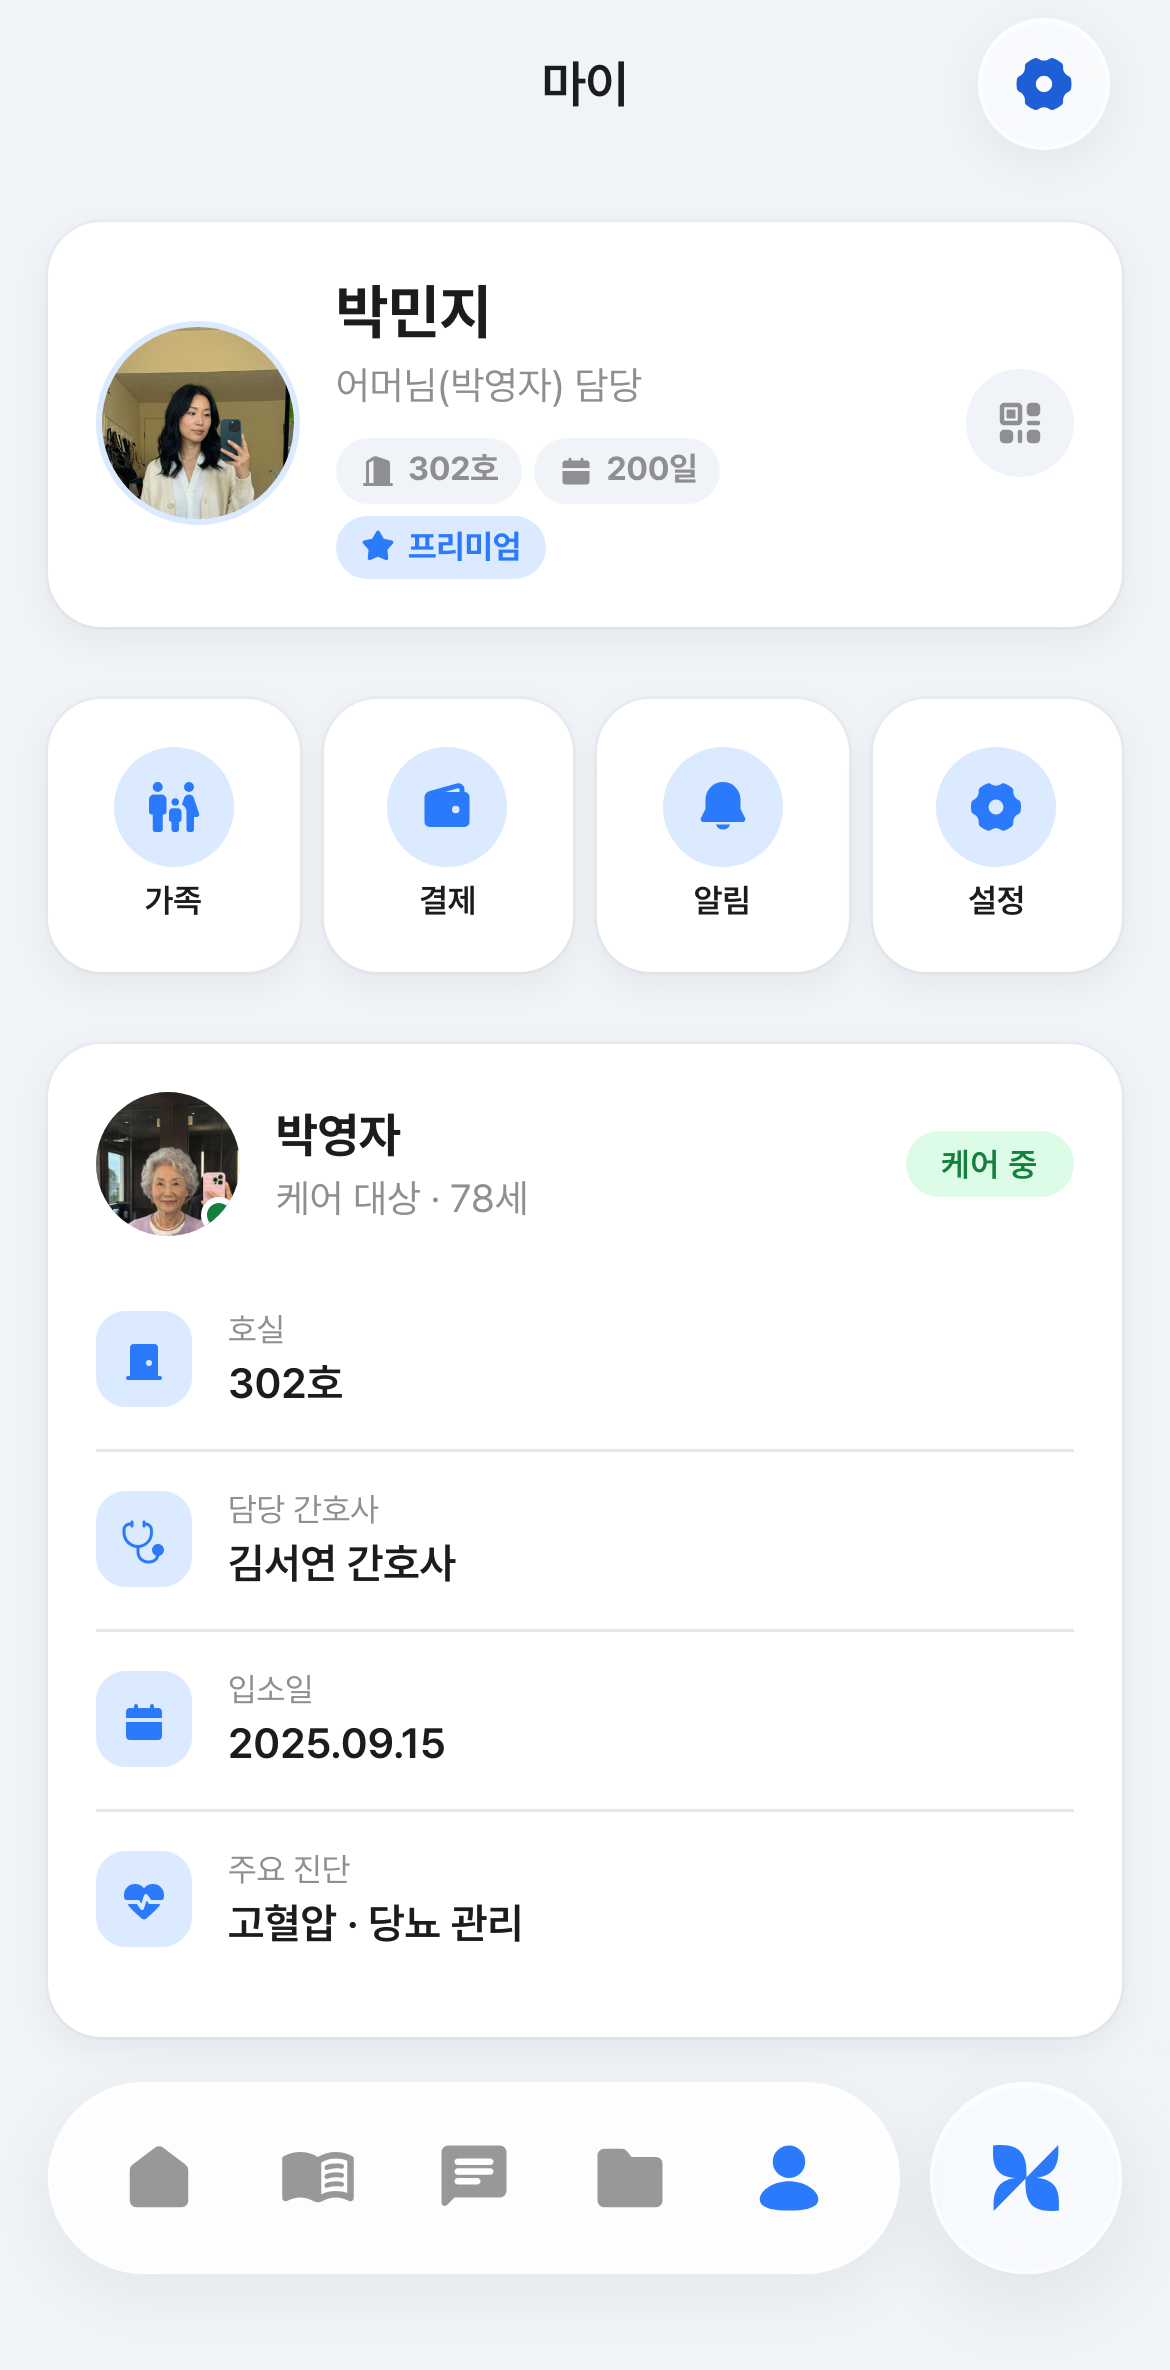 마이
박민지
어머님(박영자) 담당
302호 200일
프리미엄
가족 결제 알림 설정
박영자
케어 대상 · 78세
케어 중
호실
302호
담당 간호사
김서연 간호사
입소일
2025.09.15
주요 진단
고혈압 · 당뇨 관리